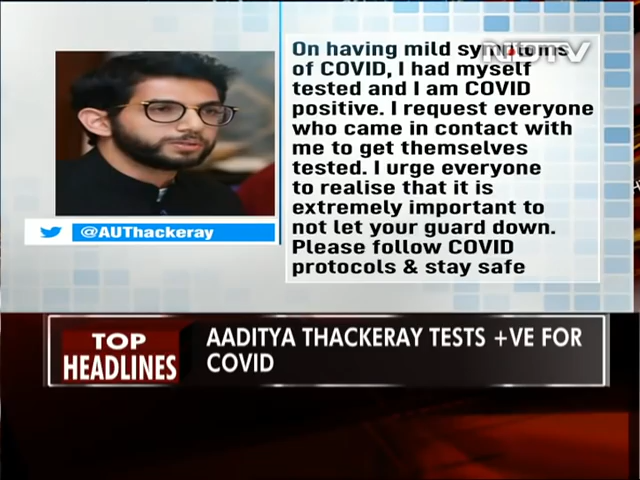 NDTV
On having mild symptoms
of COVID, I had myself
tested and I am COVID
positive. I request everyone
who came in contact with
me to get themselves
tested. I urge everyone
to realise that it is
extremely important to
not let your guard down.
Please follow COVID
protocols & stay safe
@AUThackeray
TOP
HEADLINES
AADITYA THACKERAY TESTS +VE FOR
COVID